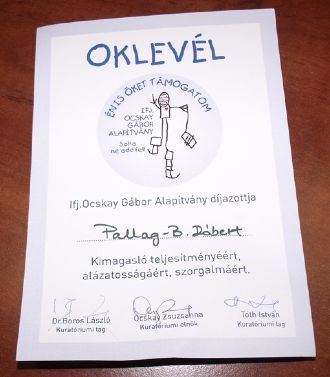 OKLEVÉL
ÉN IS ŐKET TÁMOGATOM
IFJ.
OCSKAY
GÁBOR
ALAPÍTVÁNY
Soha
ne add fel!
Ifj.Ocskay Gábor Alapítvány díjazottja
Pallag-B. Róbert
Kimagasló teljesítményéért,
alázatosságáért, szorgalmáért.
Dr.Boros László
Kuratóriumi tag
Ocskay Zsuzsanna
Kuratóriumi elnök
Tóth István
Kuratóriumi tag